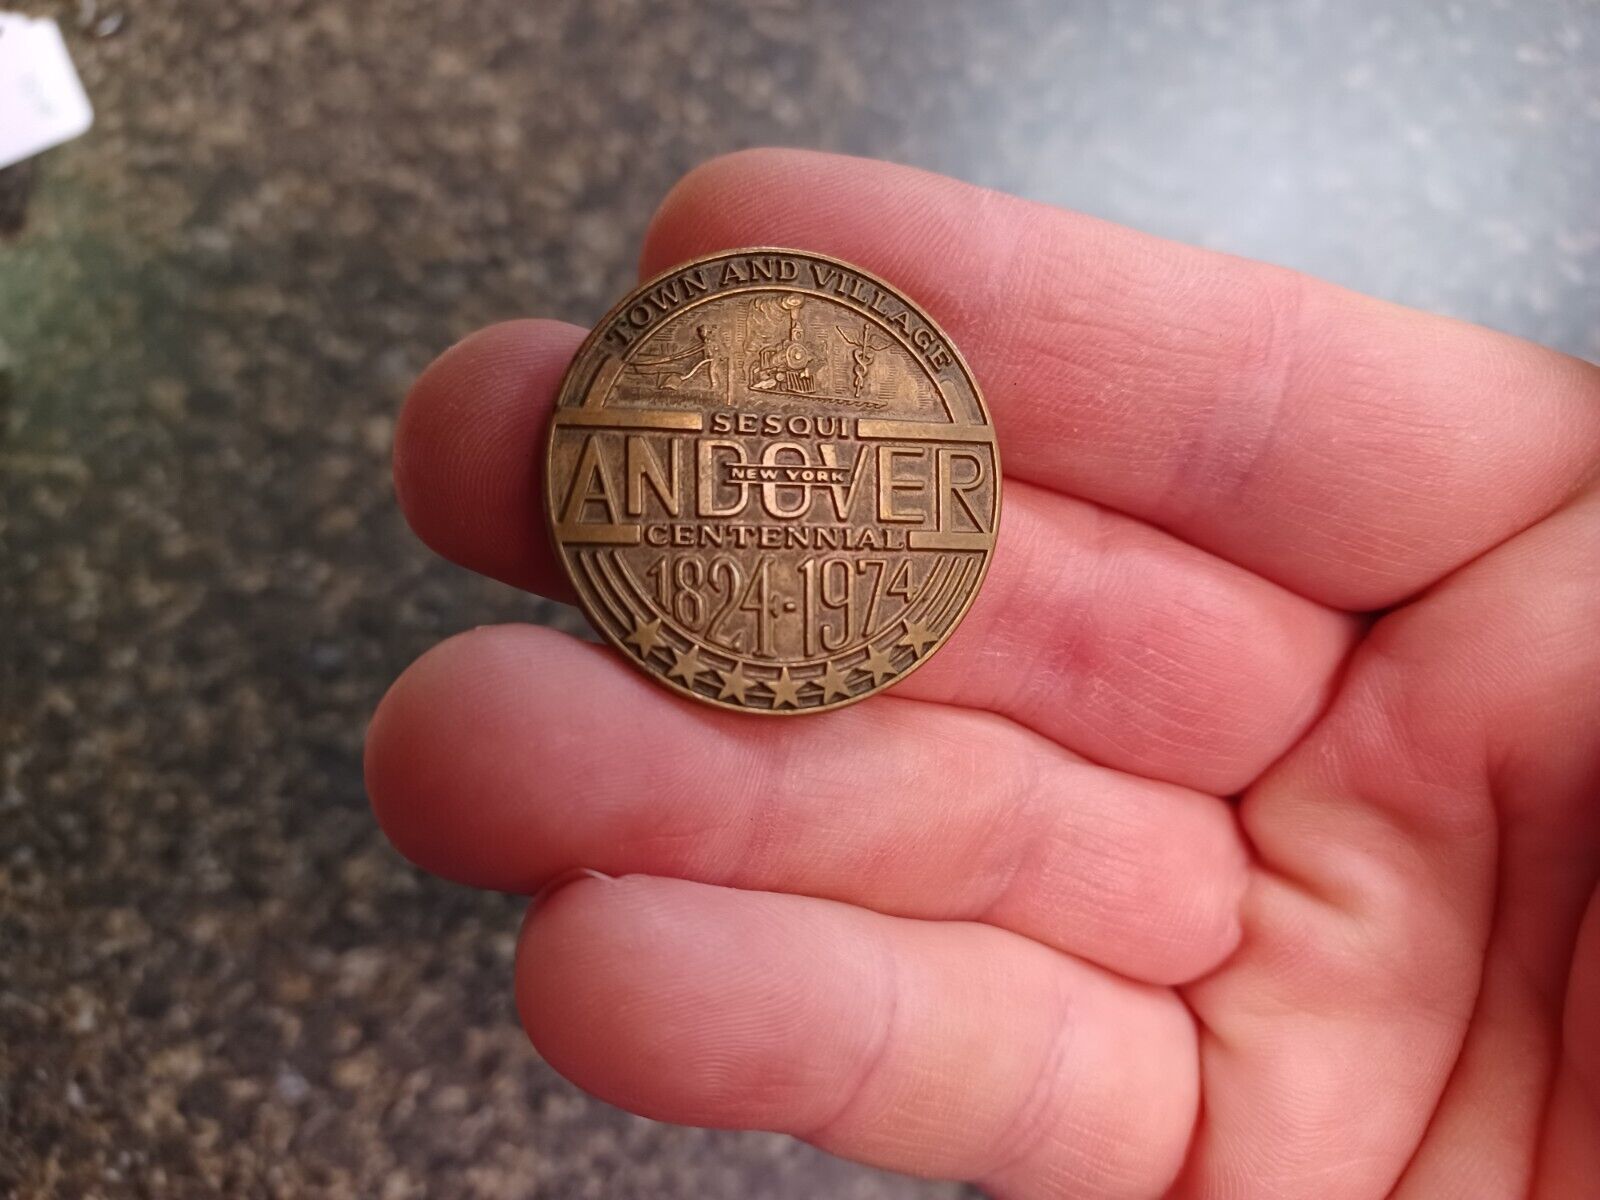 TOWN AND VILLAGE
SESQUI
ANDOVER
NEW YORK
CENTENNIAL
1824·1974